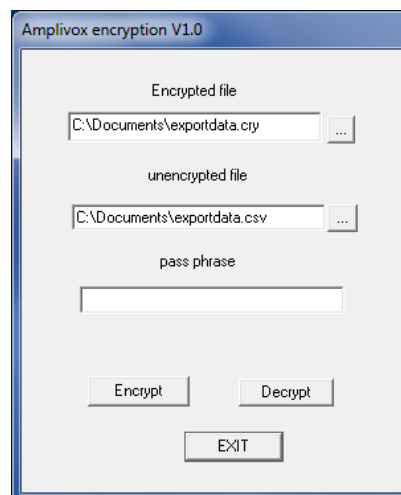 Amplivox encryption V1.0
Encrypted file
C:\Documents\exportdata.cry
...
unencrypted file
C:\Documents\exportdata.csv
...
pass phrase
Encrypt
Decrypt
EXIT